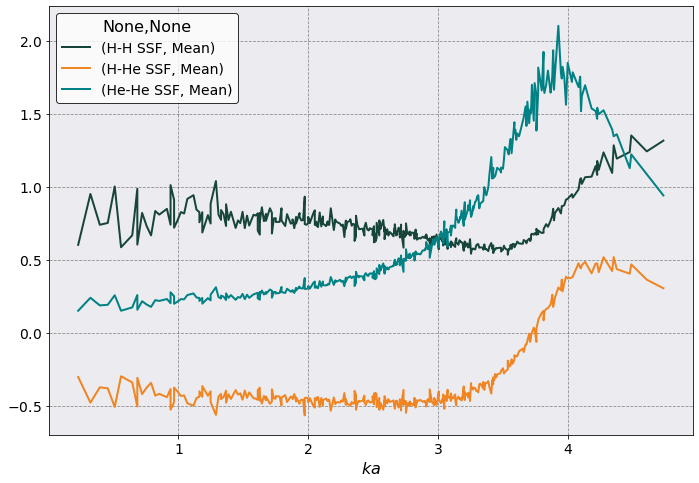 None,None
(H-H SSF, Mean)
(H-He SSF, Mean)
(He-He SSF, Mean)
2.0
1.5
1.0
0.5
0.0
−0.5
1 2 3 4
ka